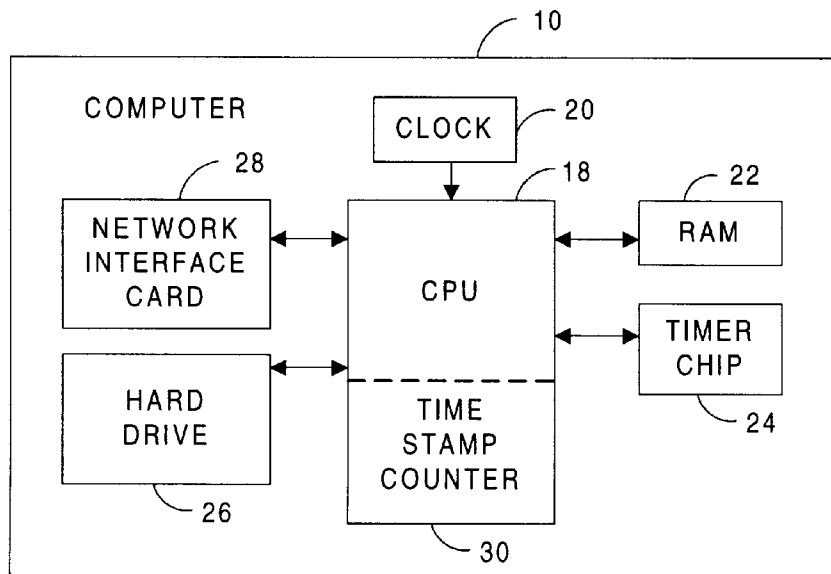 10
COMPUTER
CLOCK
20
28
18
22
NETWORK
INTERFACE
CARD
RAM
CPU
TIMER
CHIP
HARD
DRIVE
TIME
STAMP
COUNTER
24
26
30